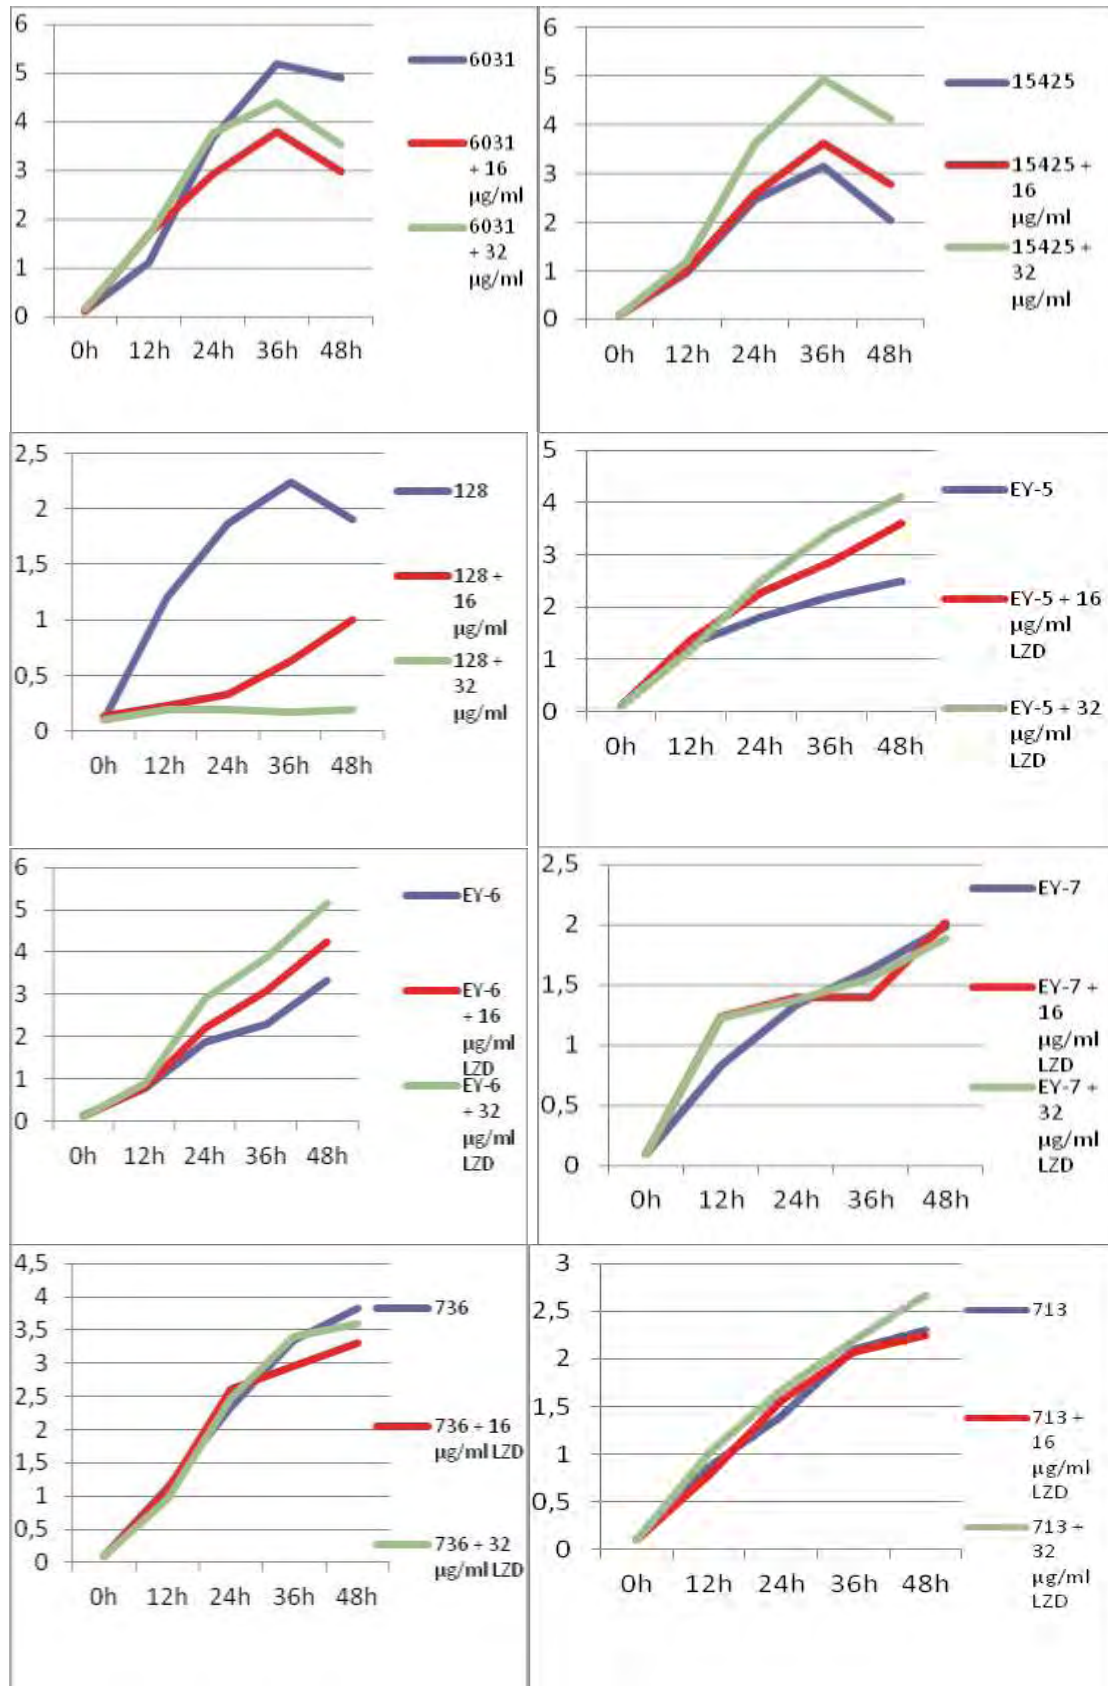 6
5
4
3
2
1
0
0h 12h 24h 36h 48h
6031
6031
+ 16
µg/ml
6031
+ 32
µg/ml
6
5
4
3
2
1
0
0h 12h 24h 36h 48h
15425
15425 +
16
µg/ml
15425 +
32
µg/ml
2,5
2
1,5
1
0,5
0
0h 12h 24h 36h 48h
128
128 +
16
µg/ml
128 +
32
µg/ml
5
4
3
2
1
0
0h 12h 24h 36h 48h
EY-5
EY-5 + 16
µg/ml
LZD
EY-5 + 32
µg/ml
LZD
6
5
4
3
2
1
0
0h 12h 24h 36h 48h
EY-6
EY-6
+ 16
µg/ml
LZD
EY-6
+ 32
µg/ml
LZD
2,5
2
1,5
1
0,5
0
0h 12h 24h 36h 48h
EY-7
EY-7 +
16
µg/ml
LZD
EY-7 +
32
µg/ml
LZD
4,5
4
3,5
3
2,5
2
1,5
1
0,5
0
0h 12h 24h 36h 48h
736
736 + 16
µg/ml LZD
736 + 32
µg/ml LZD
3
2,5
2
1,5
1
0,5
0
0h 12h 24h 36h 48h
713
713 +
16
µg/ml
LZD
713 +
32
µg/ml
LZD